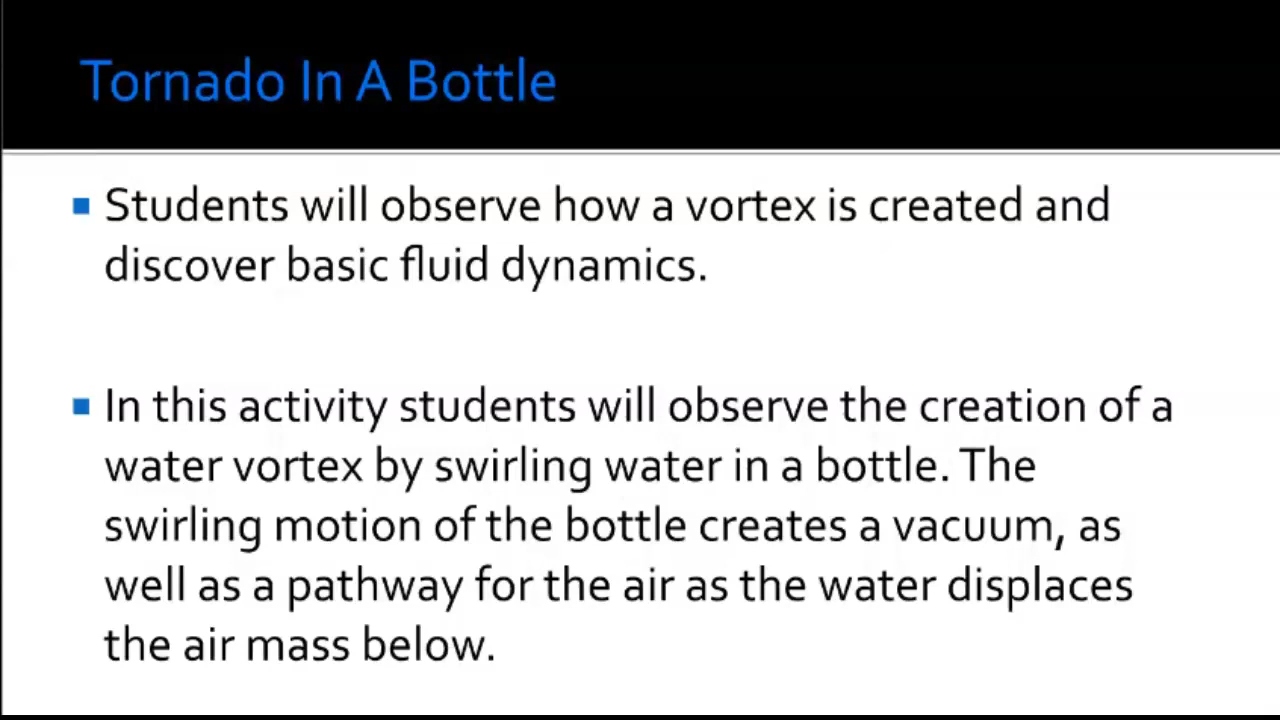 Tornado In A Bottle
Students will observe how a vortex is created and
discover basic fluid dynamics.
In this activity students will observe the creation of a
water vortex by swirling water in a bottle. The
swirling motion of the bottle creates a vacuum, as
well as a pathway for the air as the water displaces
the air mass below.